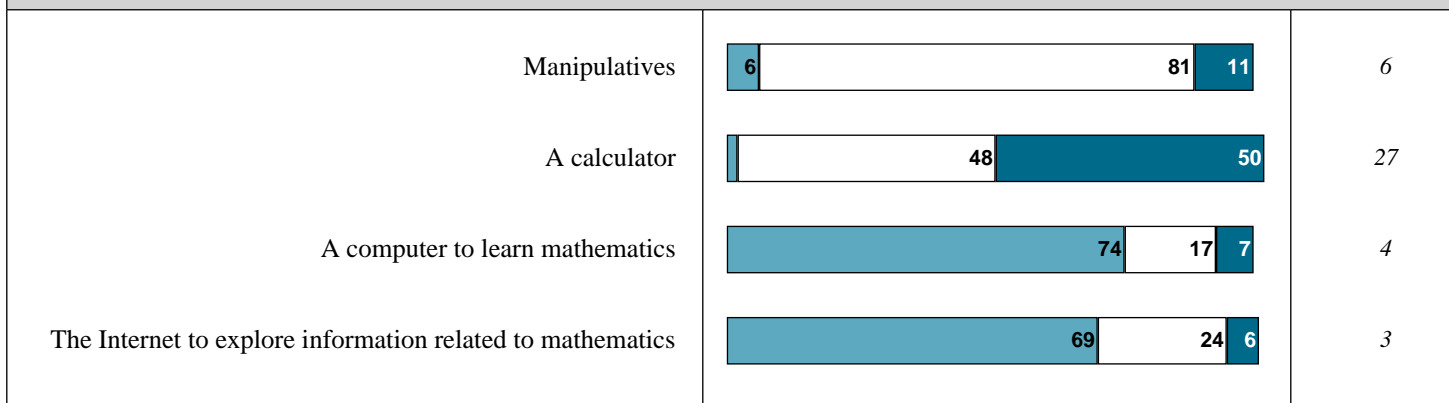 Manipulatives 6 81 11 6
A calculator 48 50 27
A computer to learn mathematics 74 17 7 4
The Internet to explore information related to mathematics 69 24 6 3